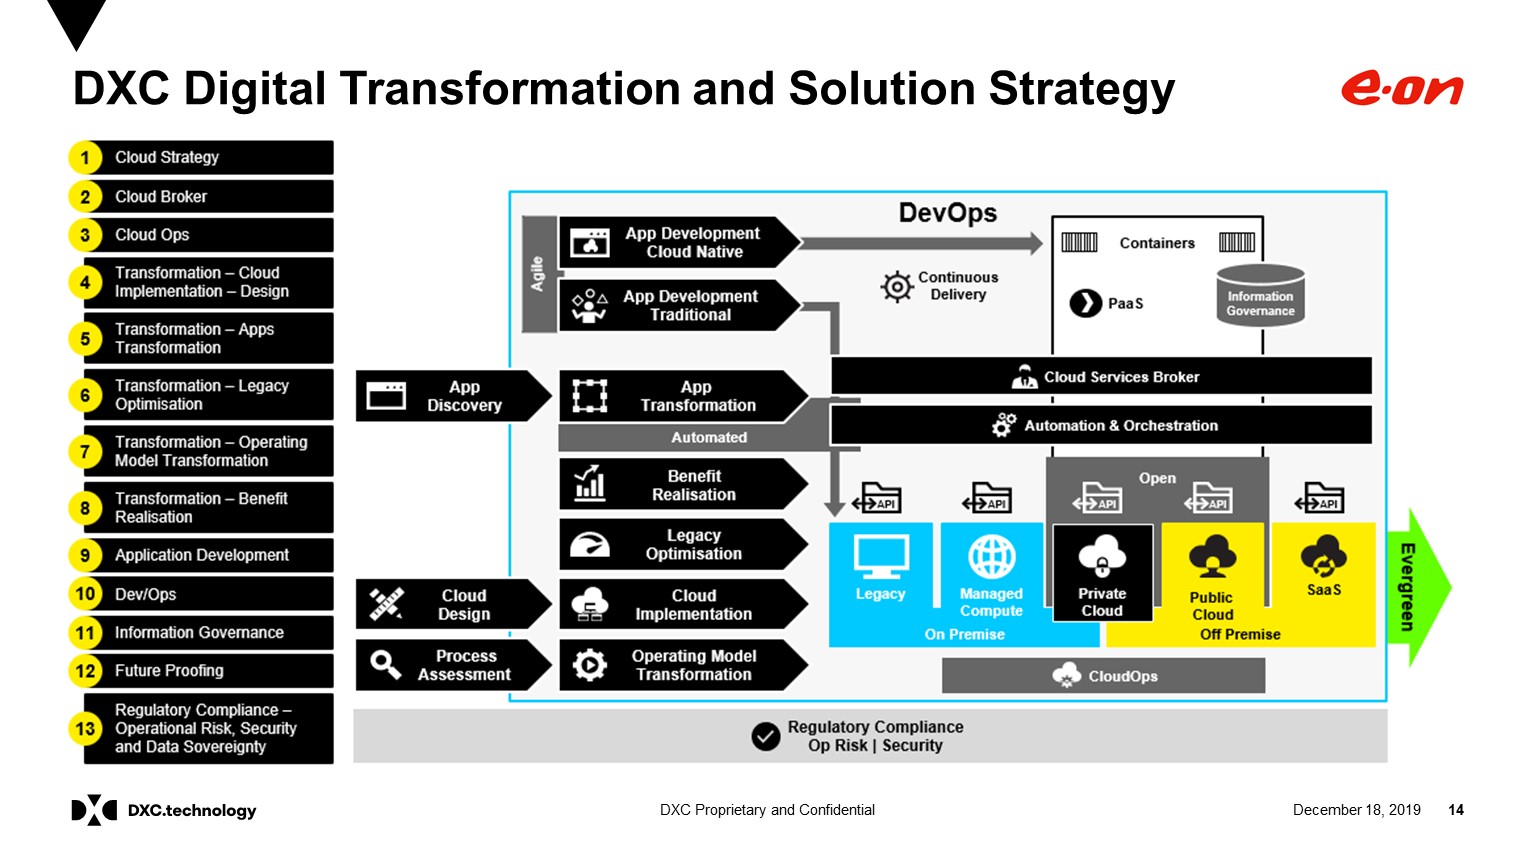 DXC Digital Transformation and Solution Strategy
e·on
1 Cloud Strategy
2 Cloud Broker
3 Cloud Ops
4 Transformation – Cloud
Implementation – Design
5 Transformation – Apps
Transformation
6 Transformation – Legacy
Optimisation
7 Transformation – Operating
Model Transformation
8 Transformation – Benefit
Realisation
9 Application Development
10 Dev/Ops
11 Information Governance
12 Future Proofing
13 Regulatory Compliance –
Operational Risk, Security
and Data Sovereignty
App
Discovery
Cloud
Design
Process
Assessment
Agile
App Development
Cloud Native
App Development
Traditional
App
Transformation
Automated
Benefit
Realisation
Legacy
Optimisation
Cloud
Implementation
Operating Model
Transformation
DevOps
Continuous
Delivery
Containers
PaaS
Information
Governance
Cloud Services Broker
Automation & Orchestration
Open
API
API
API
API
API
Legacy
Managed
Compute
Private
Cloud
Public
Cloud
SaaS
On Premise
Off Premise
CloudOps
Evergreen
Regulatory Compliance
Op Risk | Security
DXC.technology
DXC Proprietary and Confidential
December 18, 2019
14